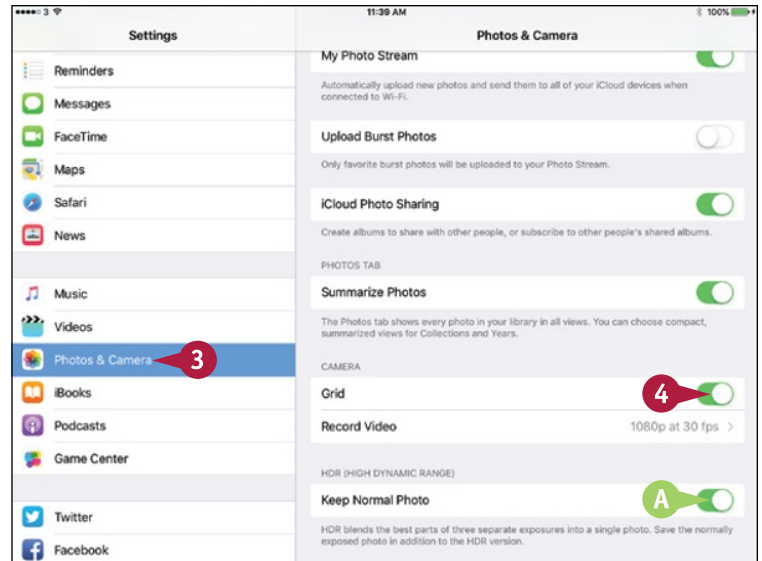 3
11:39 AM
100%
Settings
Photos & Camera
Reminders
Messages
FaceTime
Maps
Safari
News
Music
Videos
Photos & Camera
3
iBooks
Podcasts
Game Center
Twitter
Facebook
My Photo Stream
Automatically upload new photos and send them to all of your iCloud devices when
connected to Wi-Fi.
Upload Burst Photos
Only favorite burst photos will be uploaded to your Photo Stream.
iCloud Photo Sharing
Create albums to share with other people, or subscribe to other people's shared albums.
PHOTOS TAB
Summarize Photos
The Photos tab shows every photo in your library in all views. You can choose compact,
summarized views for Collections and Years.
CAMERA
Grid
4
Record Video 1080p at 30 fps >
HDR (HIGH DYNAMIC RANGE)
Keep Normal Photo
A
HDR blends the best parts of three separate exposures into a single photo. Save the normally
exposed photo in addition to the HDR version.